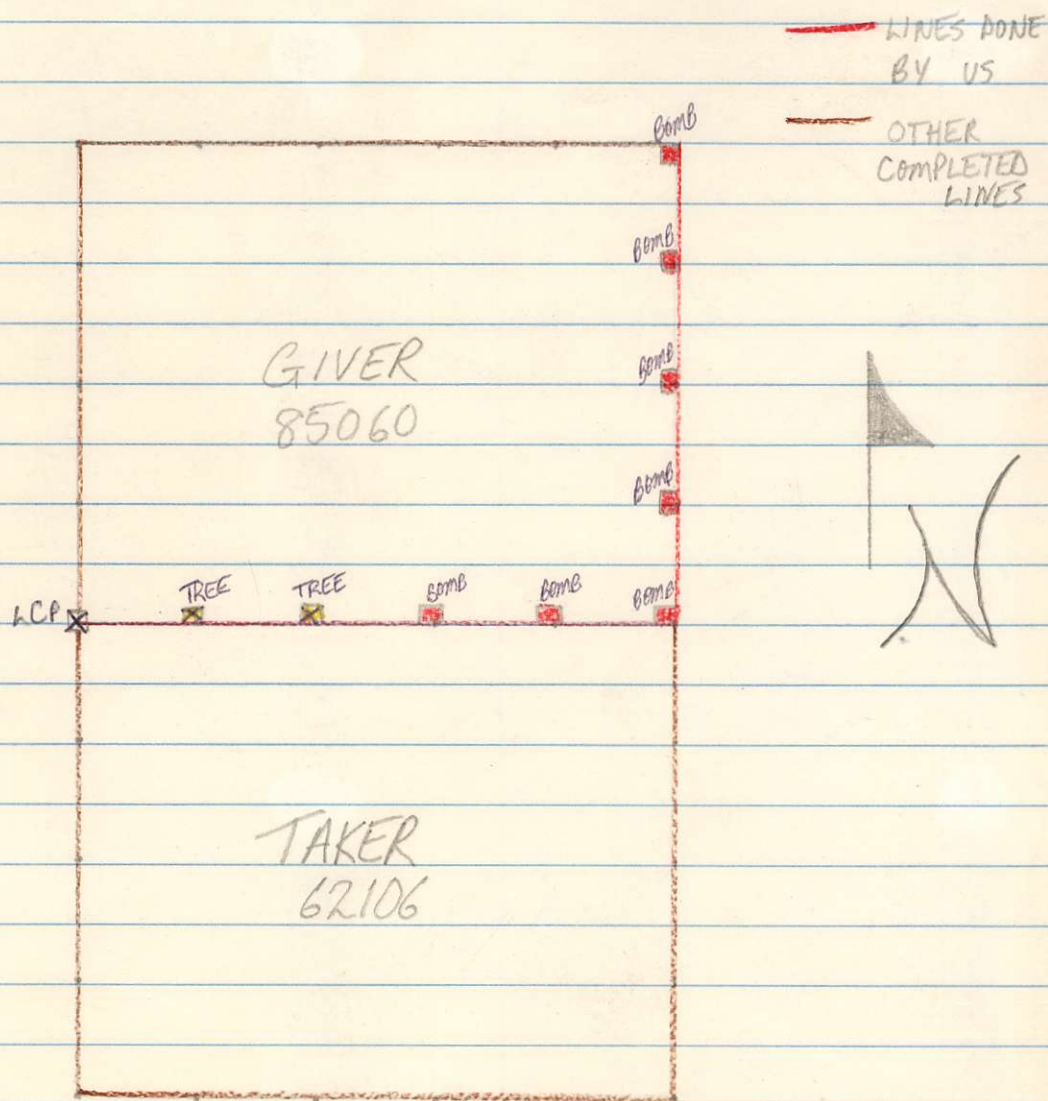 LINES DONE
BY US
OTHER
COMPLETED
LINES
BOMB
BOMB
GIVER
85060
BOMB
BOMB
LCP
TREE
TREE
BOMB
BOMB
BOMB
N
TAKER
62106